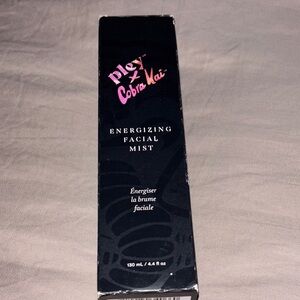 pley
x
Cobra Kai
ENERGIZING
FACIAL
MIST
Énergiser
la brume
faciale
130 mL / 4.4 fl oz